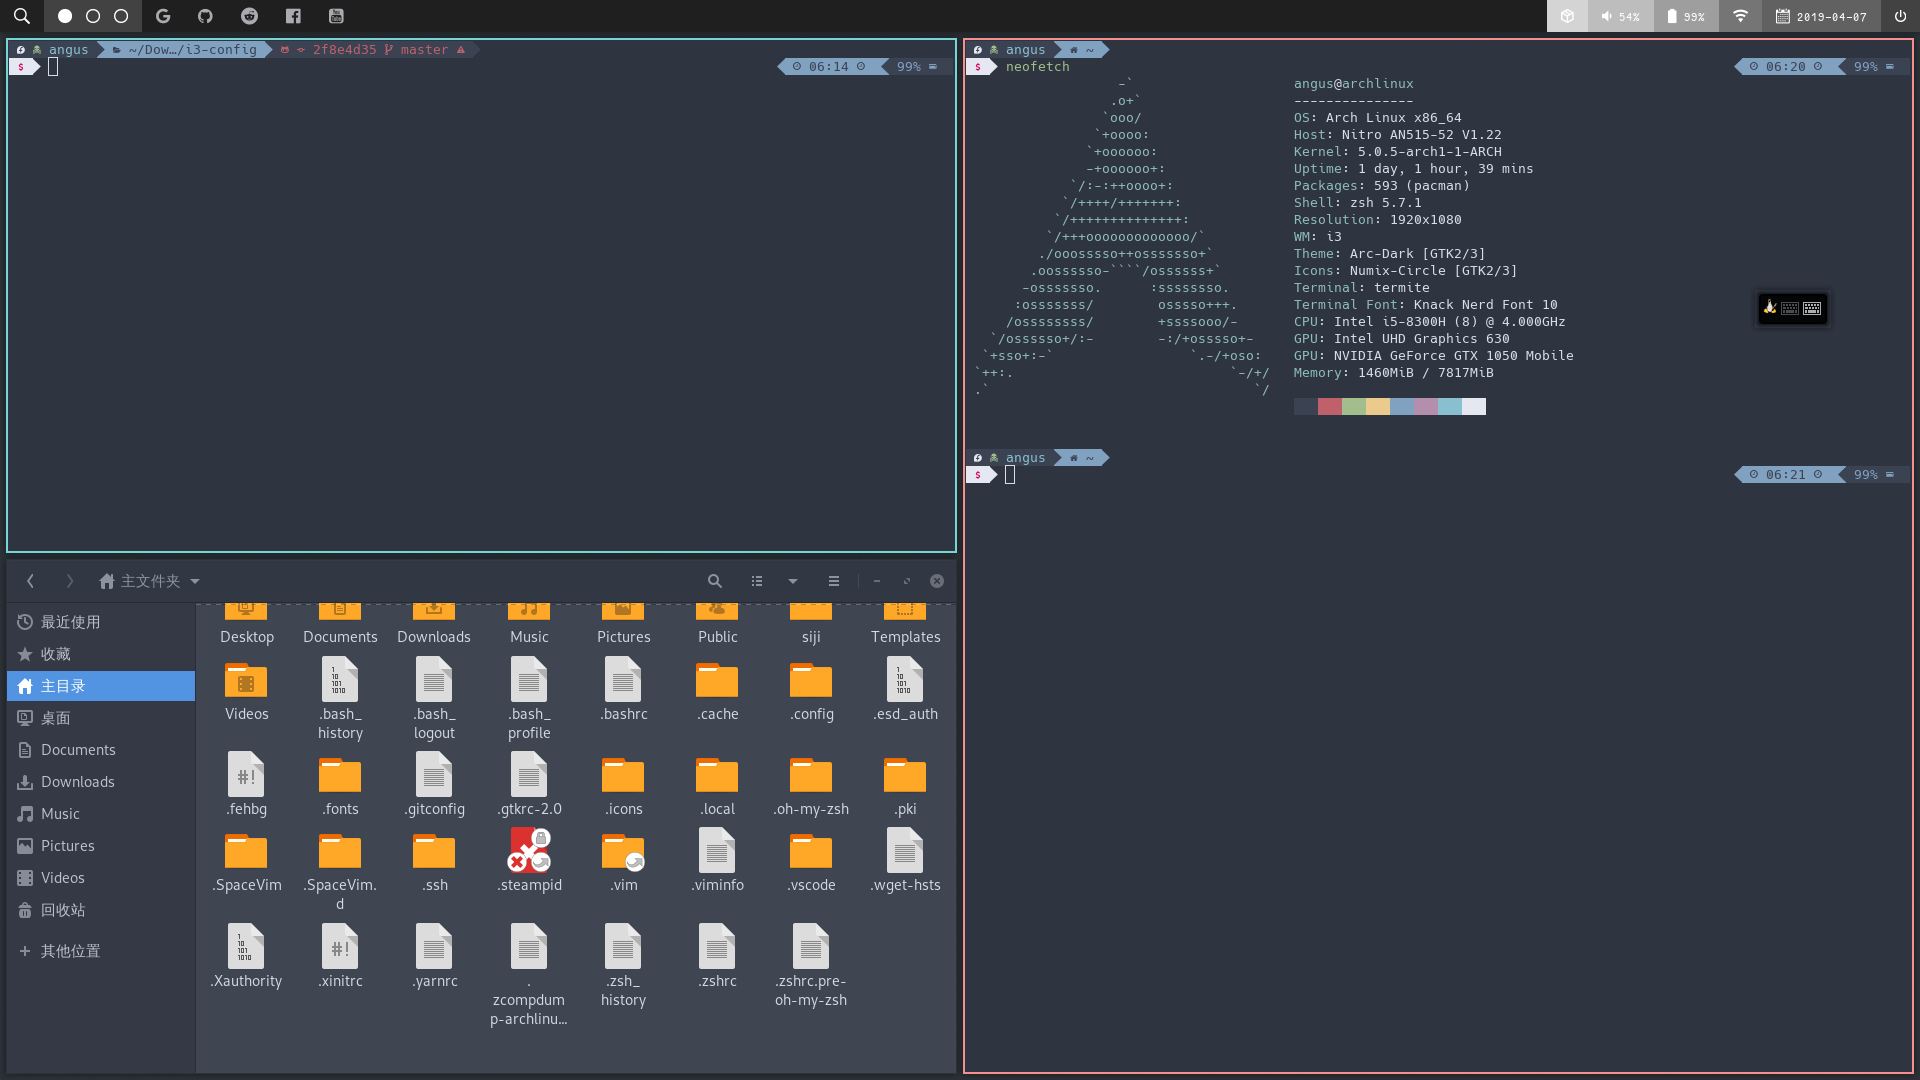 54%
99%
2019-04-07
angus ~/Dow…/i3-config 2f8e4d35 master
$ 06:14 99%
angus ~
$ neofetch 06:20 99%
angus@archlinux
---------------
OS: Arch Linux x86_64
Host: Nitro AN515-52 V1.22
Kernel: 5.0.5-arch1-1-ARCH
Uptime: 1 day, 1 hour, 39 mins
Packages: 593 (pacman)
Shell: zsh 5.7.1
Resolution: 1920x1080
WM: i3
Theme: Arc-Dark [GTK2/3]
Icons: Numix-Circle [GTK2/3]
Terminal: termite
Terminal Font: Knack Nerd Font 10
CPU: Intel i5-8300H (8) @ 4.000GHz
GPU: Intel UHD Graphics 630
GPU: NVIDIA GeForce GTX 1050 Mobile
Memory: 1460MiB / 7817MiB
angus ~
$ 06:21 99%
主文件夹
最近使用
收藏
主目录
桌面
Documents
Downloads
Music
Pictures
Videos
回收站
其他位置
Desktop Documents Downloads Music Pictures Public siji Templates
Videos .bash_history .bash_logout .bash_profile .bashrc .cache .config .esd_auth
.fehbg .fonts .gitconfig .gtkrc-2.0 .icons .local .oh-my-zsh .pki
.SpaceVim .SpaceVim.d .ssh .steampid .vim .viminfo .vscode .wget-hsts
.Xauthority .xinitrc .yarnrc .zcompdump-archlinu... .zsh_history .zshrc .zshrc.pre-oh-my-zsh